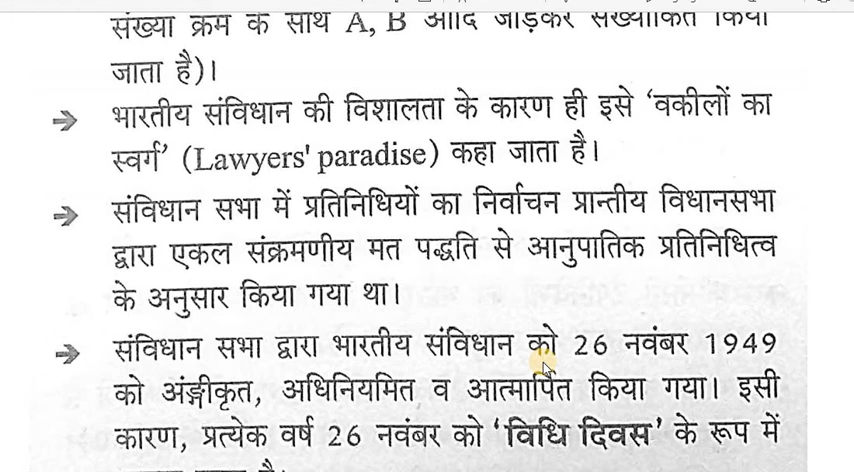 संख्या क्रम के साथ A, B आदि जोड़कर संख्यांकित किया
जाता है)।
भारतीय संविधान की विशालता के कारण ही इसे ‘वकीलों का
स्वर्ग’ (Lawyers' paradise) कहा जाता है।
संविधान सभा में प्रतिनिधियों का निर्वाचन प्रान्तीय विधानसभा
द्वारा एकल संक्रमणीय मत पद्धति से आनुपातिक प्रतिनिधित्व
के अनुसार किया गया था।
संविधान सभा द्वारा भारतीय संविधान को 26 नवंबर 1949
को अंङ्गीकृत, अधिनियमित व आत्मार्पित किया गया। इसी
कारण, प्रत्येक वर्ष 26 नवंबर को ‘विधि दिवस’ के रूप में